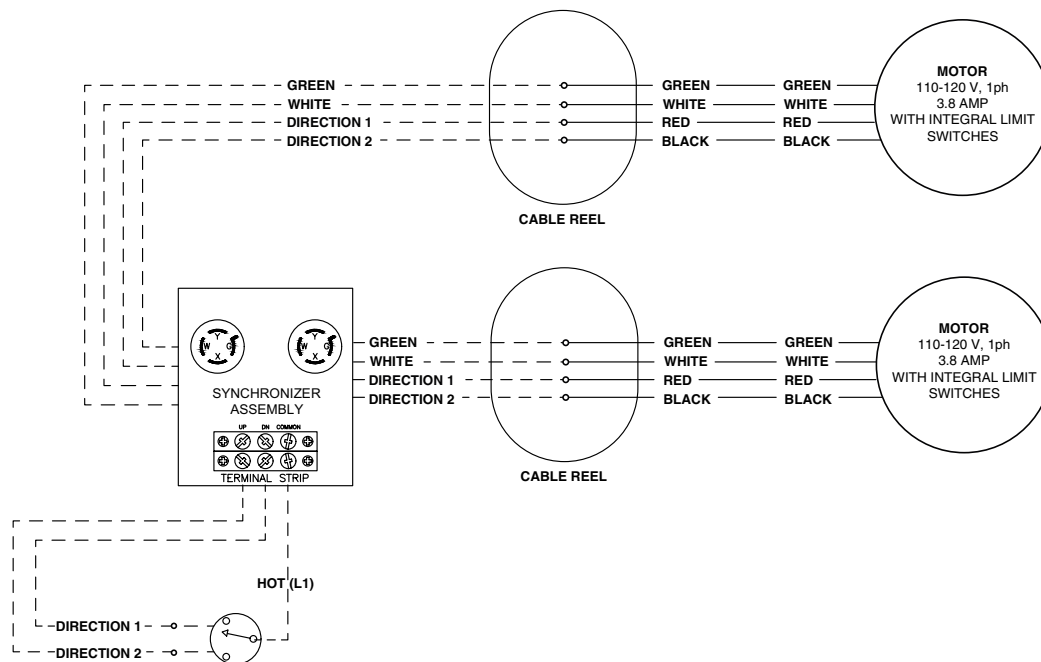 GREEN GREEN GREEN
WHITE WHITE WHITE
DIRECTION 1 RED RED
DIRECTION 2 BLACK BLACK
MOTOR
110-120 V, 1ph
3.8 AMP
WITH INTEGRAL LIMIT
SWITCHES
CABLE REEL
Y
W G
X
Y
W G
X
SYNCHRONIZER
ASSEMBLY
UP DN COMMON
TERMINAL STRIP
GREEN GREEN GREEN
WHITE WHITE WHITE
DIRECTION 1 RED RED
DIRECTION 2 BLACK BLACK
MOTOR
110-120 V, 1ph
3.8 AMP
WITH INTEGRAL LIMIT
SWITCHES
CABLE REEL
HOT (L1)
DIRECTION 1
DIRECTION 2